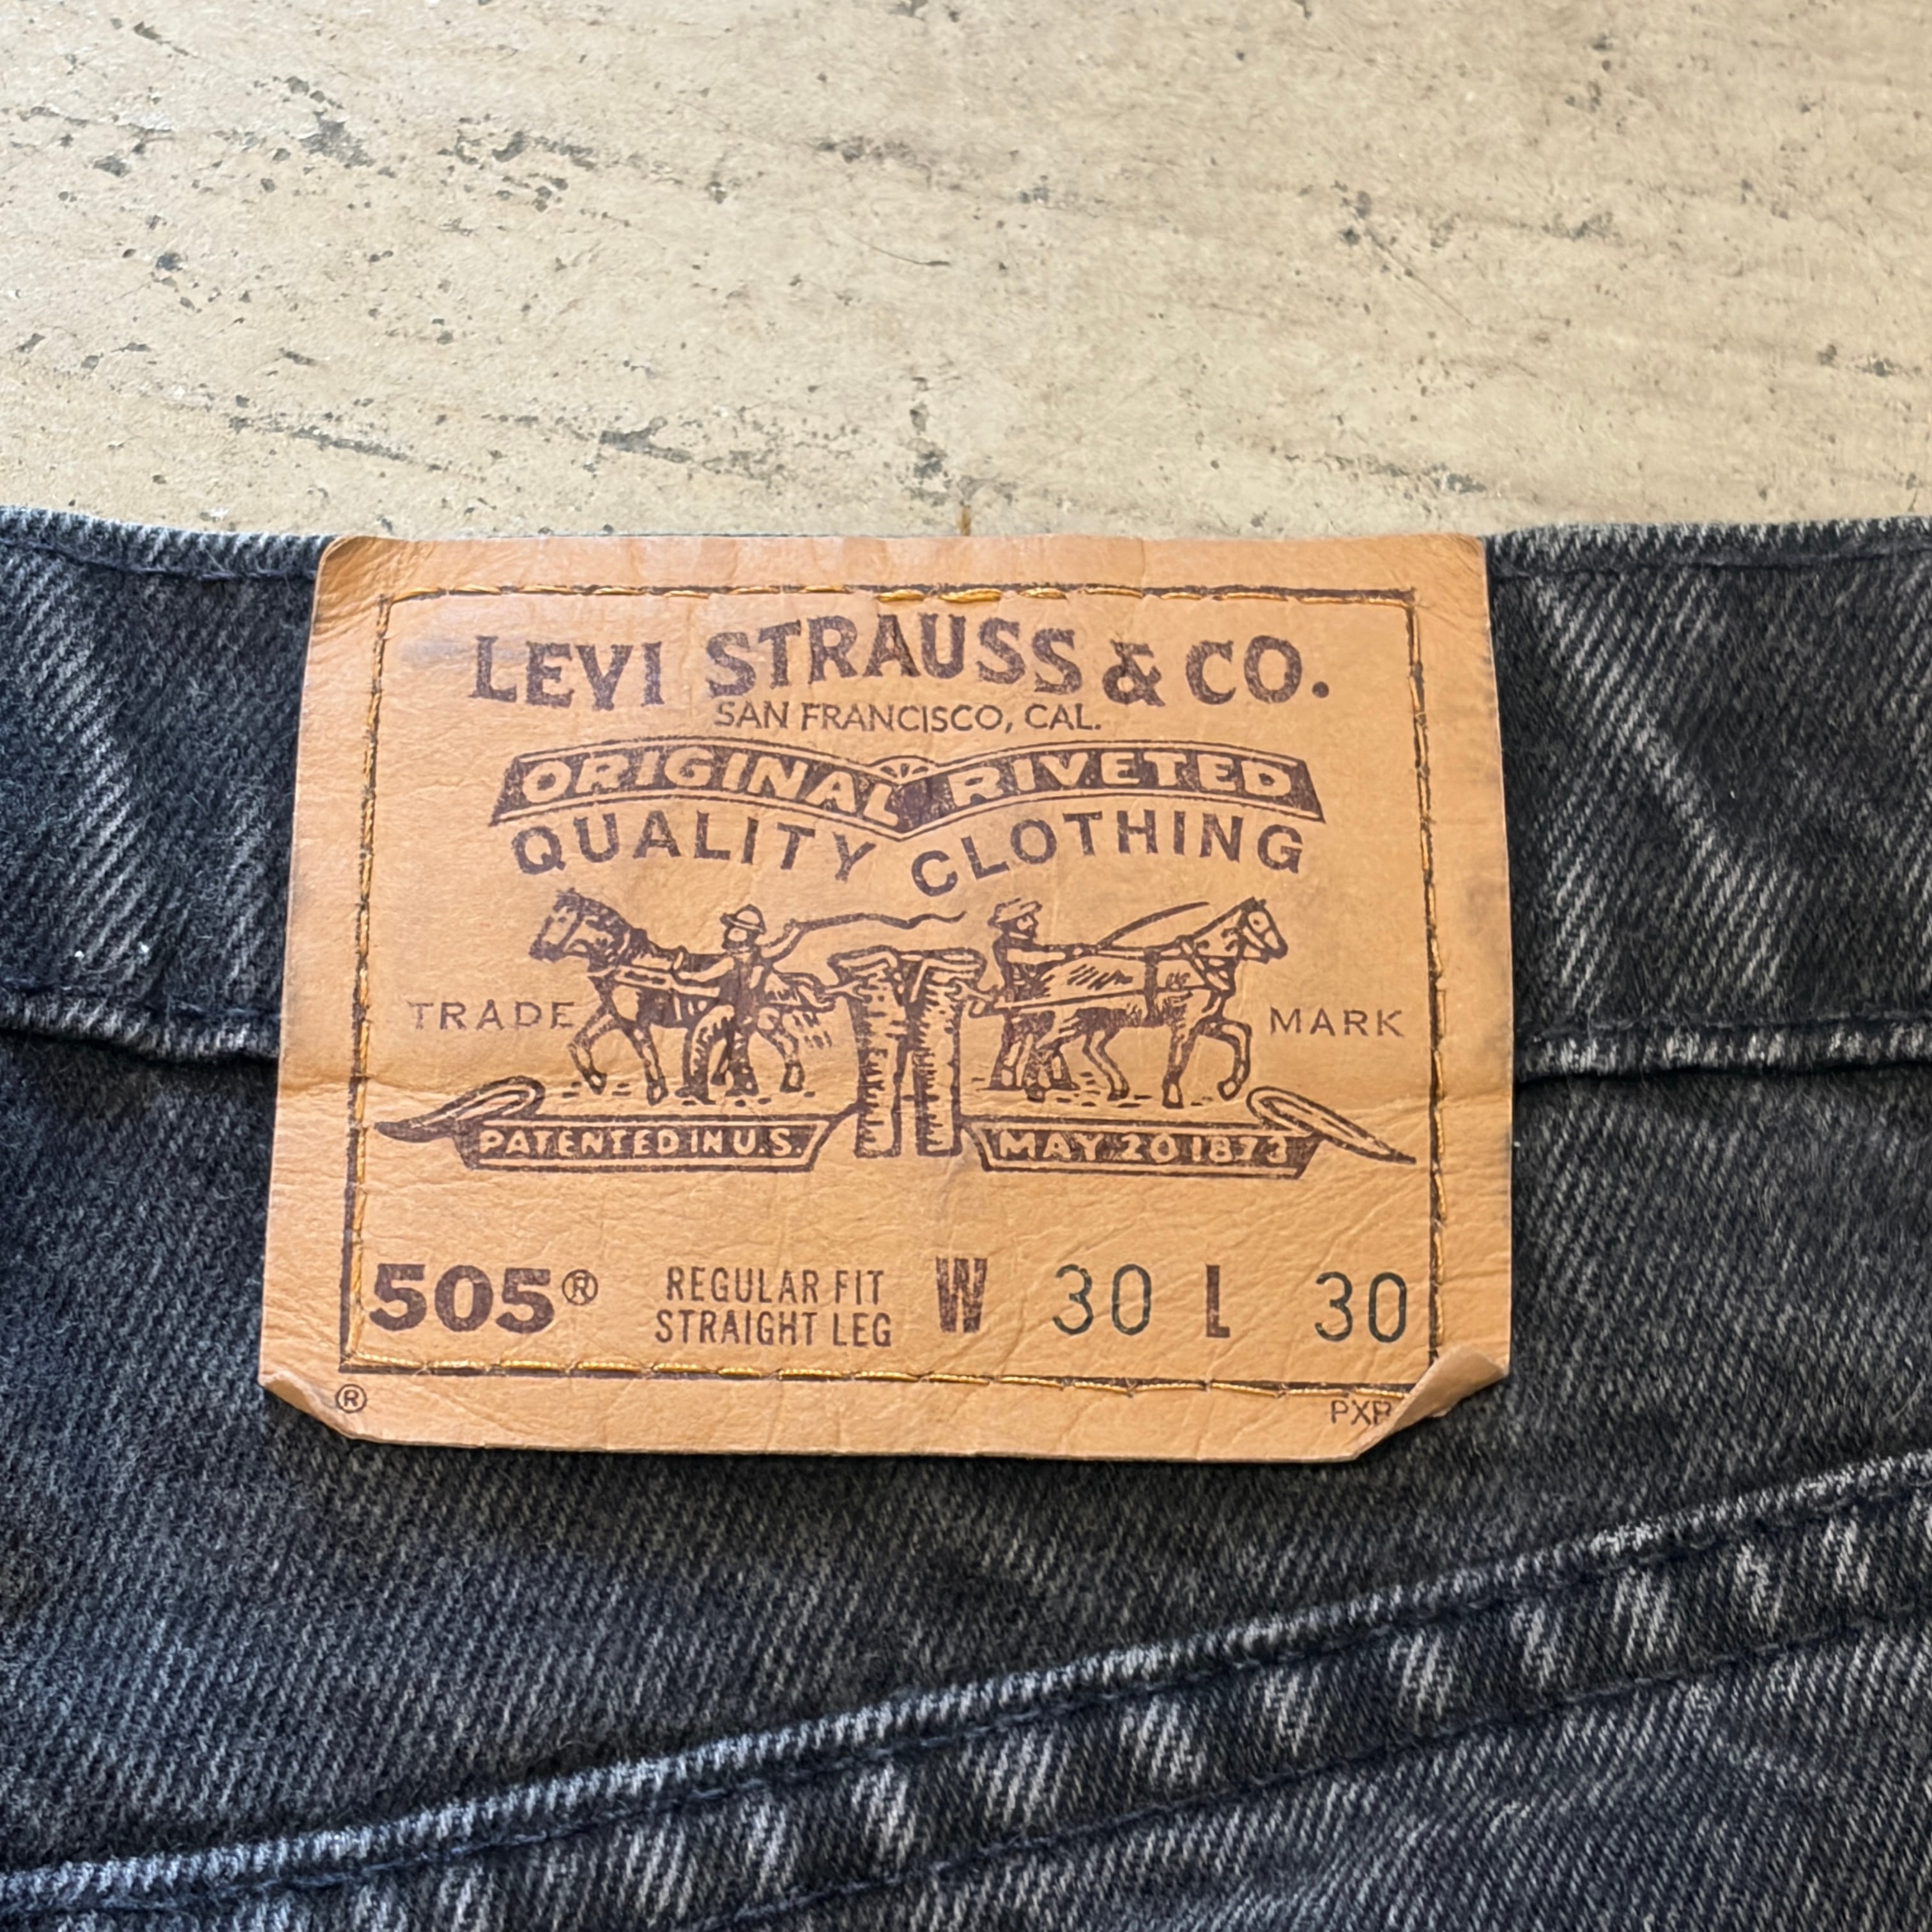 LEVI STRAUSS & CO.
SAN FRANCISCO, CAL.
ORIGINAL RIVETED
QUALITY CLOTHING
TRADE MARK
PATENTED IN U.S. MAY 20 1873
505® REGULAR FIT STRAIGHT LEG W 30 L 30
®